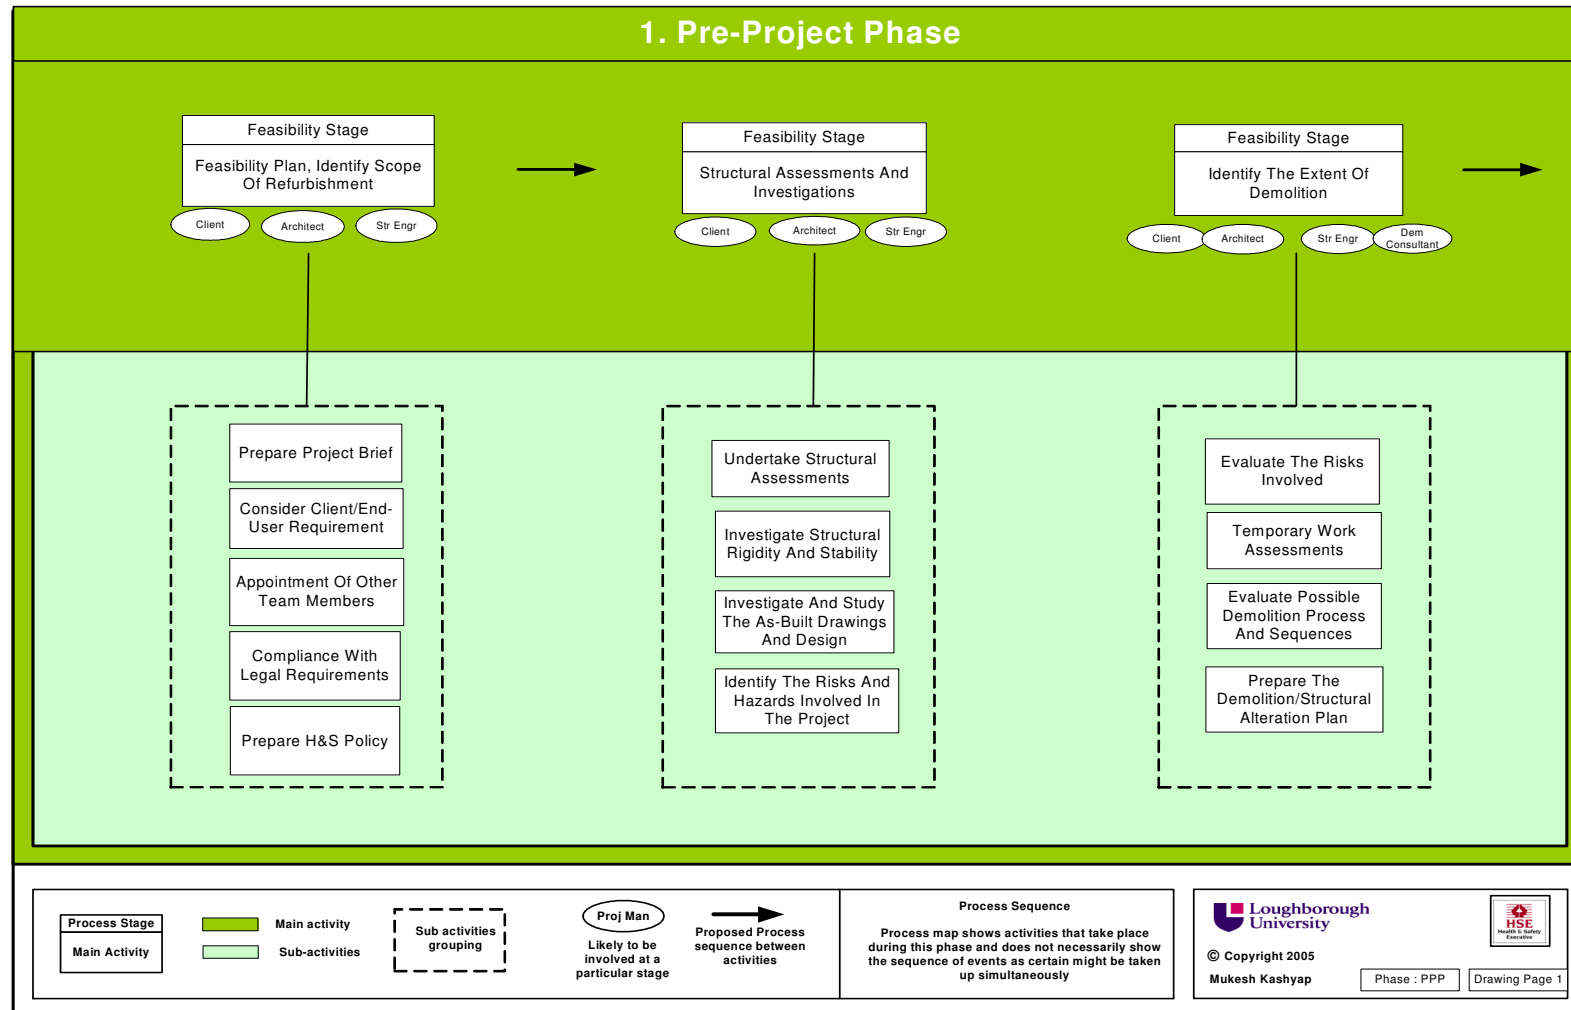 1. Pre-Project Phase
Feasibility Stage
Feasibility Plan, Identify Scope
Of Refurbishment
Client
Architect
Str Engr
Feasibility Stage
Structural Assessments And
Investigations
Client
Architect
Str Engr
Feasibility Stage
Identify The Extent Of
Demolition
Client
Architect
Str Engr
Dem
Consultant
Prepare Project Brief
Consider Client/End-
User Requirement
Appointment Of Other
Team Members
Compliance With
Legal Requirements
Prepare H&S Policy
Undertake Structural
Assessments
Investigate Structural
Rigidity And Stability
Investigate And Study
The As-Built Drawings
And Design
Identify The Risks And
Hazards Involved In
The Project
Evaluate The Risks
Involved
Temporary Work
Assessments
Evaluate Possible
Demolition Process
And Sequences
Prepare The
Demolition/Structural
Alteration Plan
Process Stage
Main Activity
Main activity
Sub-activities
Sub activities
grouping
Proj Man
Likely to be
involved at a
particular stage
Proposed Process
sequence between
activities
Process Sequence
Process map shows activities that take place
during this phase and does not necessarily show
the sequence of events as certain might be taken
up simultaneously
Loughborough
University
HSE
Health & Safety
Executive
© Copyright 2005
Mukesh Kashyap
Phase : PPP
Drawing Page 1